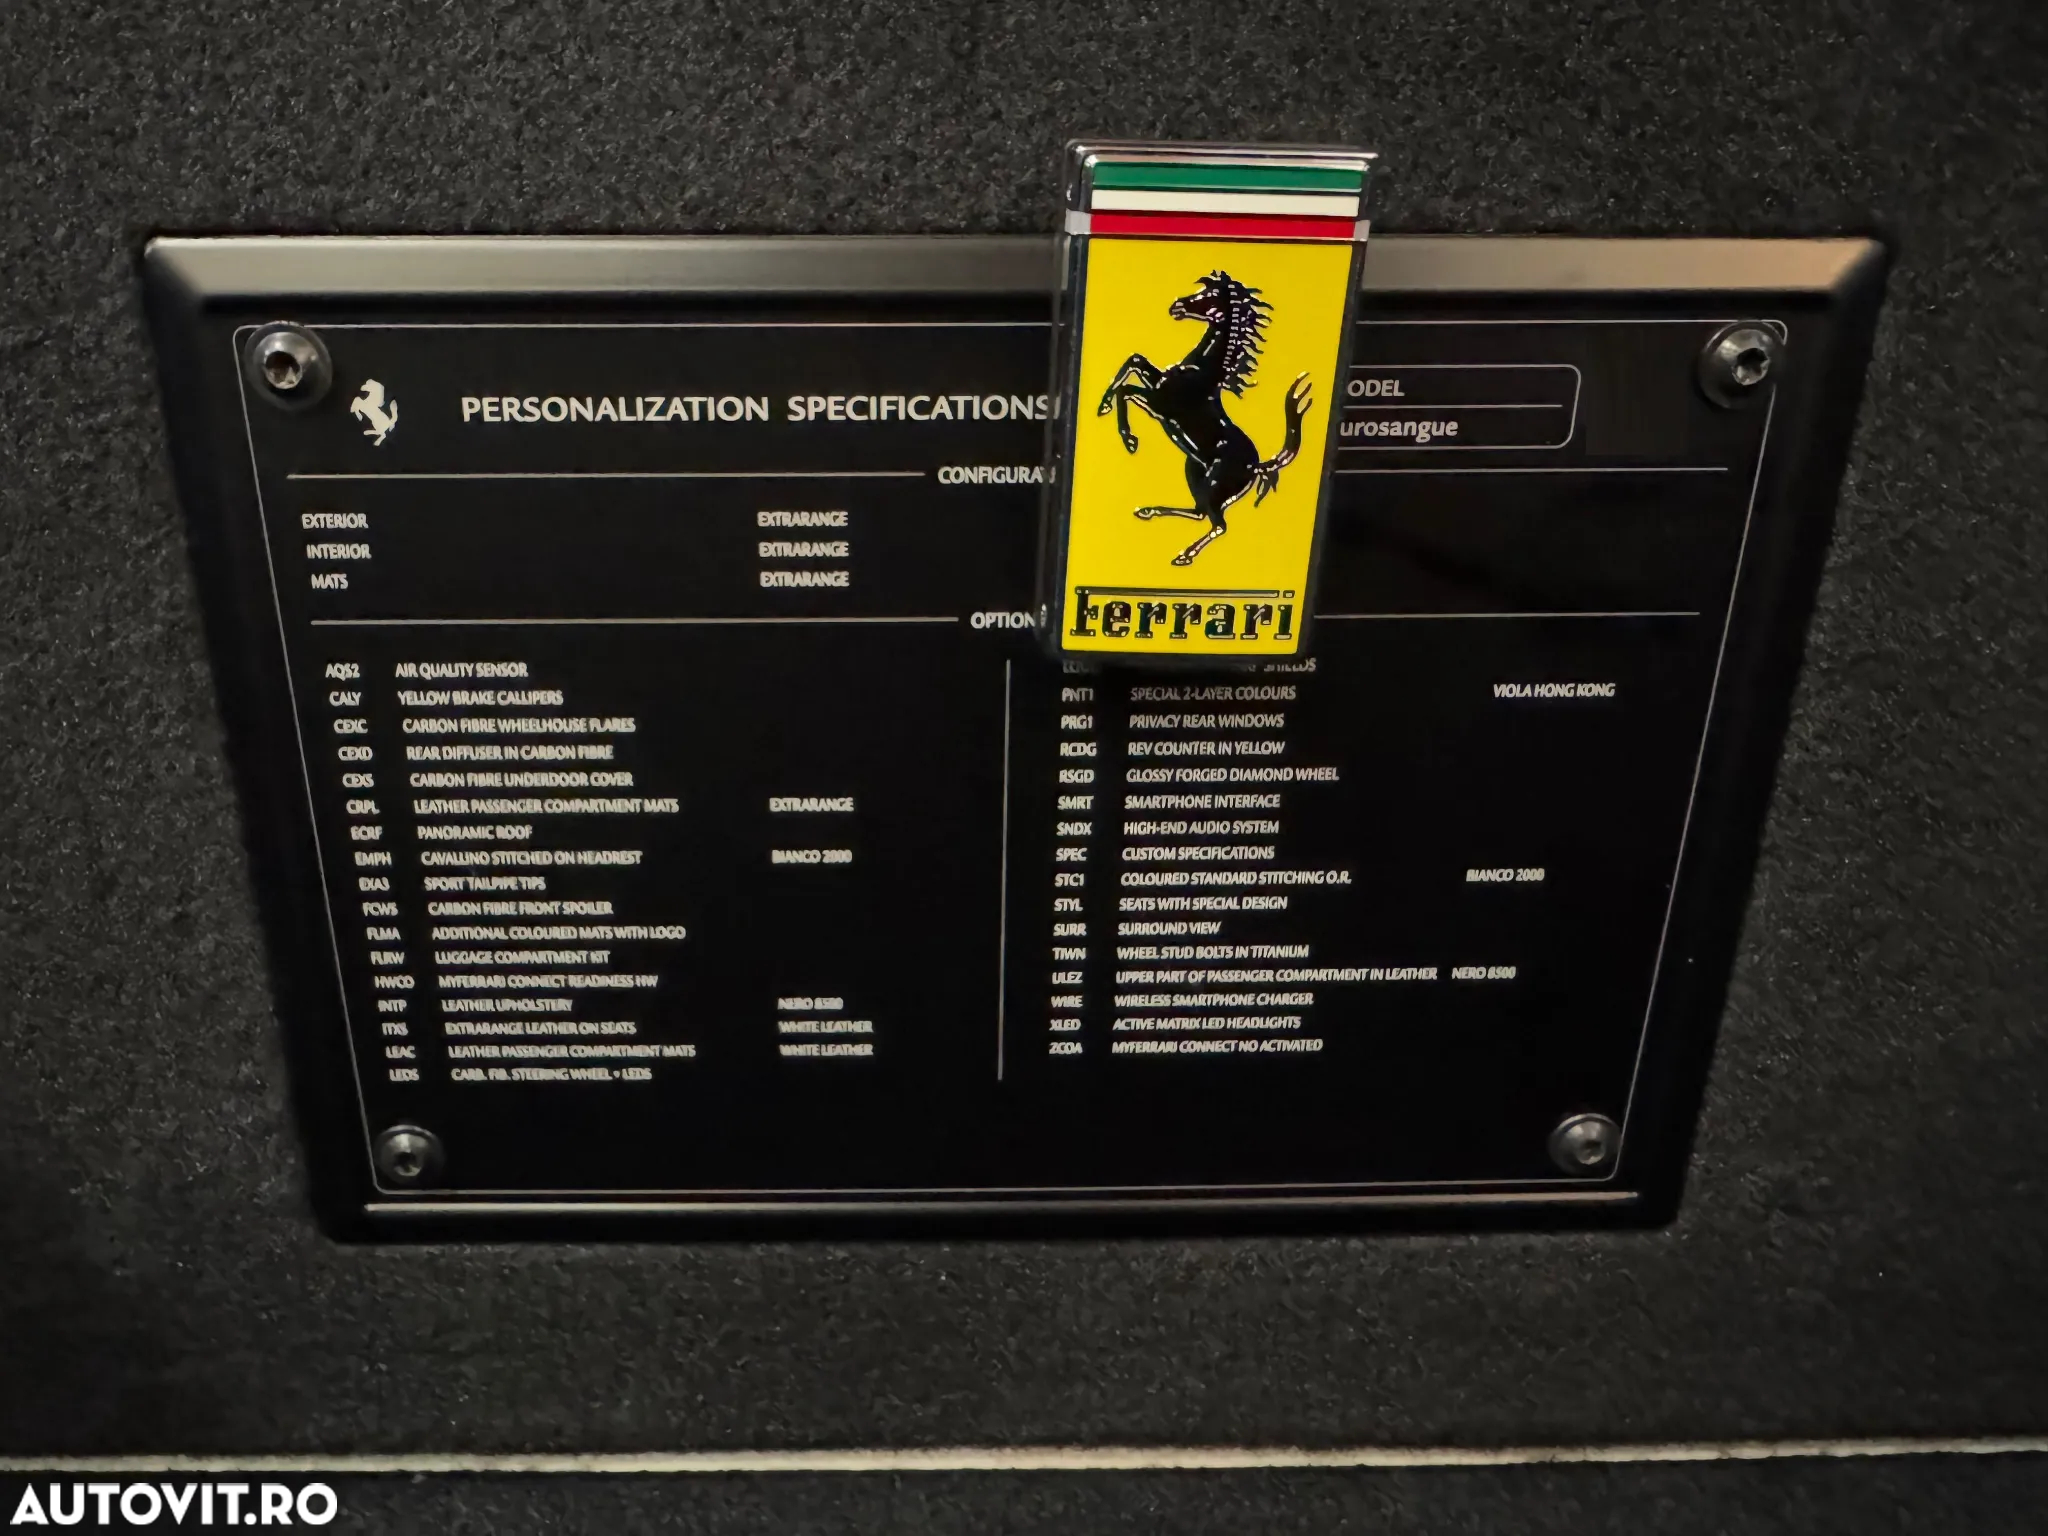 PERSONALIZATION SPECIFICATIONS
ODEL
urosangue
CONFIGURAT
EXTERIOR EXTRARANGE
INTERIOR EXTRARANGE
MATS EXTRARANGE
OPTION
Ferrari
AQS2 AIR QUALITY SENSOR
CALY YELLOW BRAKE CALLIPERS
CEXC CARBON FIBRE WHEELHOUSE FLARES
CEXD REAR DIFFUSER IN CARBON FIBRE
CEXS CARBON FIBRE UNDERDOOR COVER
CRPL LEATHER PASSENGER COMPARTMENT MATS EXTRARANGE
ECRF PANORAMIC ROOF
EMPH CAVALLINO STITCHED ON HEADREST BIANCO 2000
EXA3 SPORT TAILPIPE TIPS
FCWS CARBON FIBRE FRONT SPOILER
FLMA ADDITIONAL COLOURED MATS WITH LOGO
FLRW LUGGAGE COMPARTMENT KIT
HWCO MYFERRARI CONNECT READINESS HW
INTP LEATHER UPHOLSTERY NERO 8500
ITXS EXTRARANGE LEATHER ON SEATS WHITE LEATHER
LEAC LEATHER PASSENGER COMPARTMENT MATS WHITE LEATHER
LEDS CARB. FIB. STEERING WHEEL + LEDS
SHIELDS
PNT1 SPECIAL 2-LAYER COLOURS VIOLA HONG KONG
PRG1 PRIVACY REAR WINDOWS
RCDG REV COUNTER IN YELLOW
RSGD GLOSSY FORGED DIAMOND WHEEL
SMRT SMARTPHONE INTERFACE
SNDX HIGH-END AUDIO SYSTEM
SPEC CUSTOM SPECIFICATIONS
STC1 COLOURED STANDARD STITCHING O.R. BIANCO 2000
STYL SEATS WITH SPECIAL DESIGN
SURR SURROUND VIEW
TIWN WHEEL STUD BOLTS IN TITANIUM
ULEZ UPPER PART OF PASSENGER COMPARTMENT IN LEATHER NERO 8500
WIRE WIRELESS SMARTPHONE CHARGER
XLED ACTIVE MATRIX LED HEADLIGHTS
ZCOA MYFERRARI CONNECT NO ACTIVATED
AUTOVIT.RO